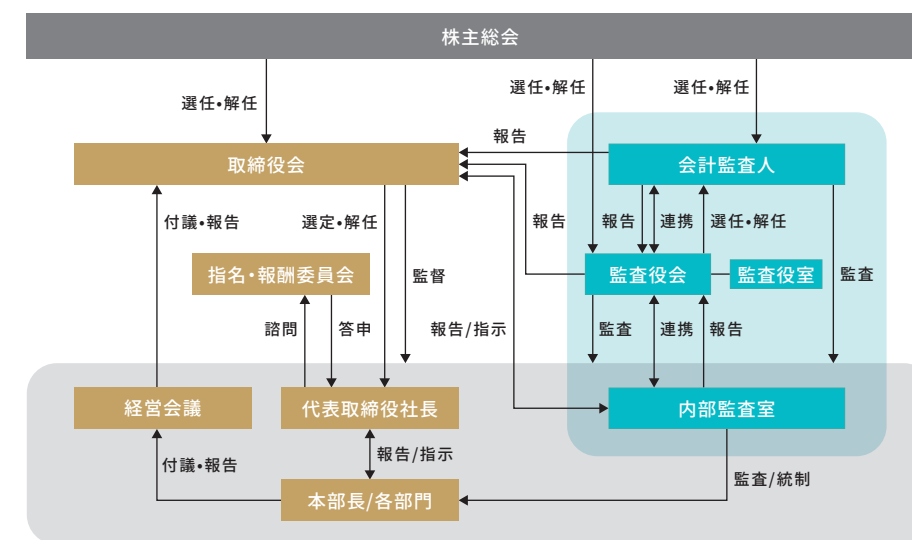 株主総会
選任•解任
選任•解任
選任•解任
報告
取締役会
会計監査人
付議•報告
選定•解任
報告
報告
連携
選任•解任
指名・報酬委員会
監督
監査役会
監査役室
監査
諮問
答申
報告/指示
監査
連携
報告
経営会議
代表取締役社長
内部監査室
付議•報告
報告/指示
監査/統制
本部長/各部門